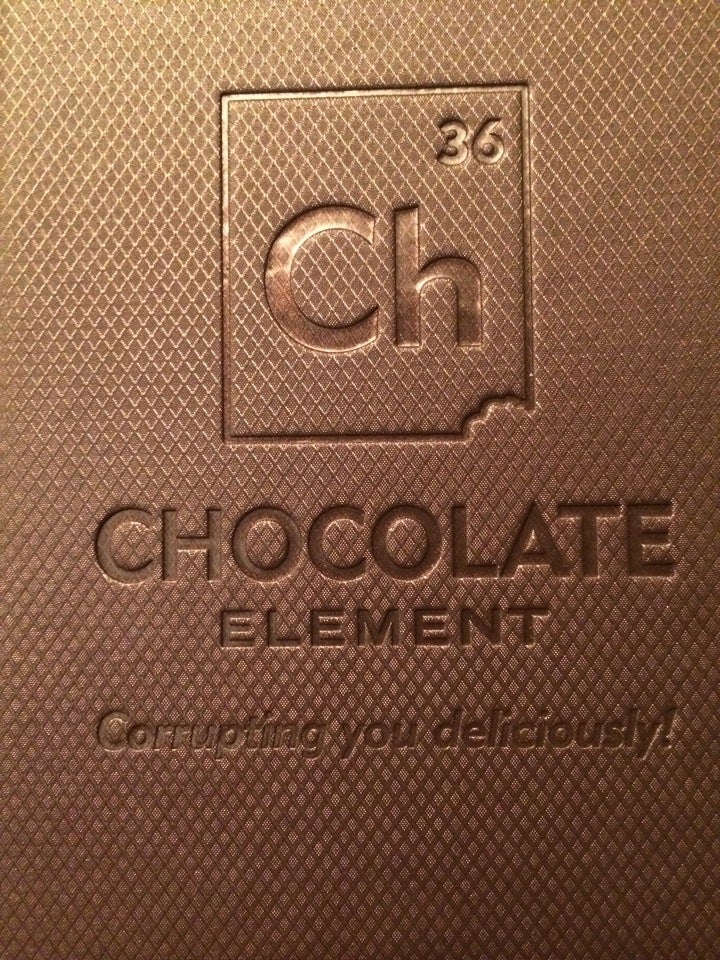 36
Ch
CHOCOLATE
ELEMENT
Corrupting you deliciously!